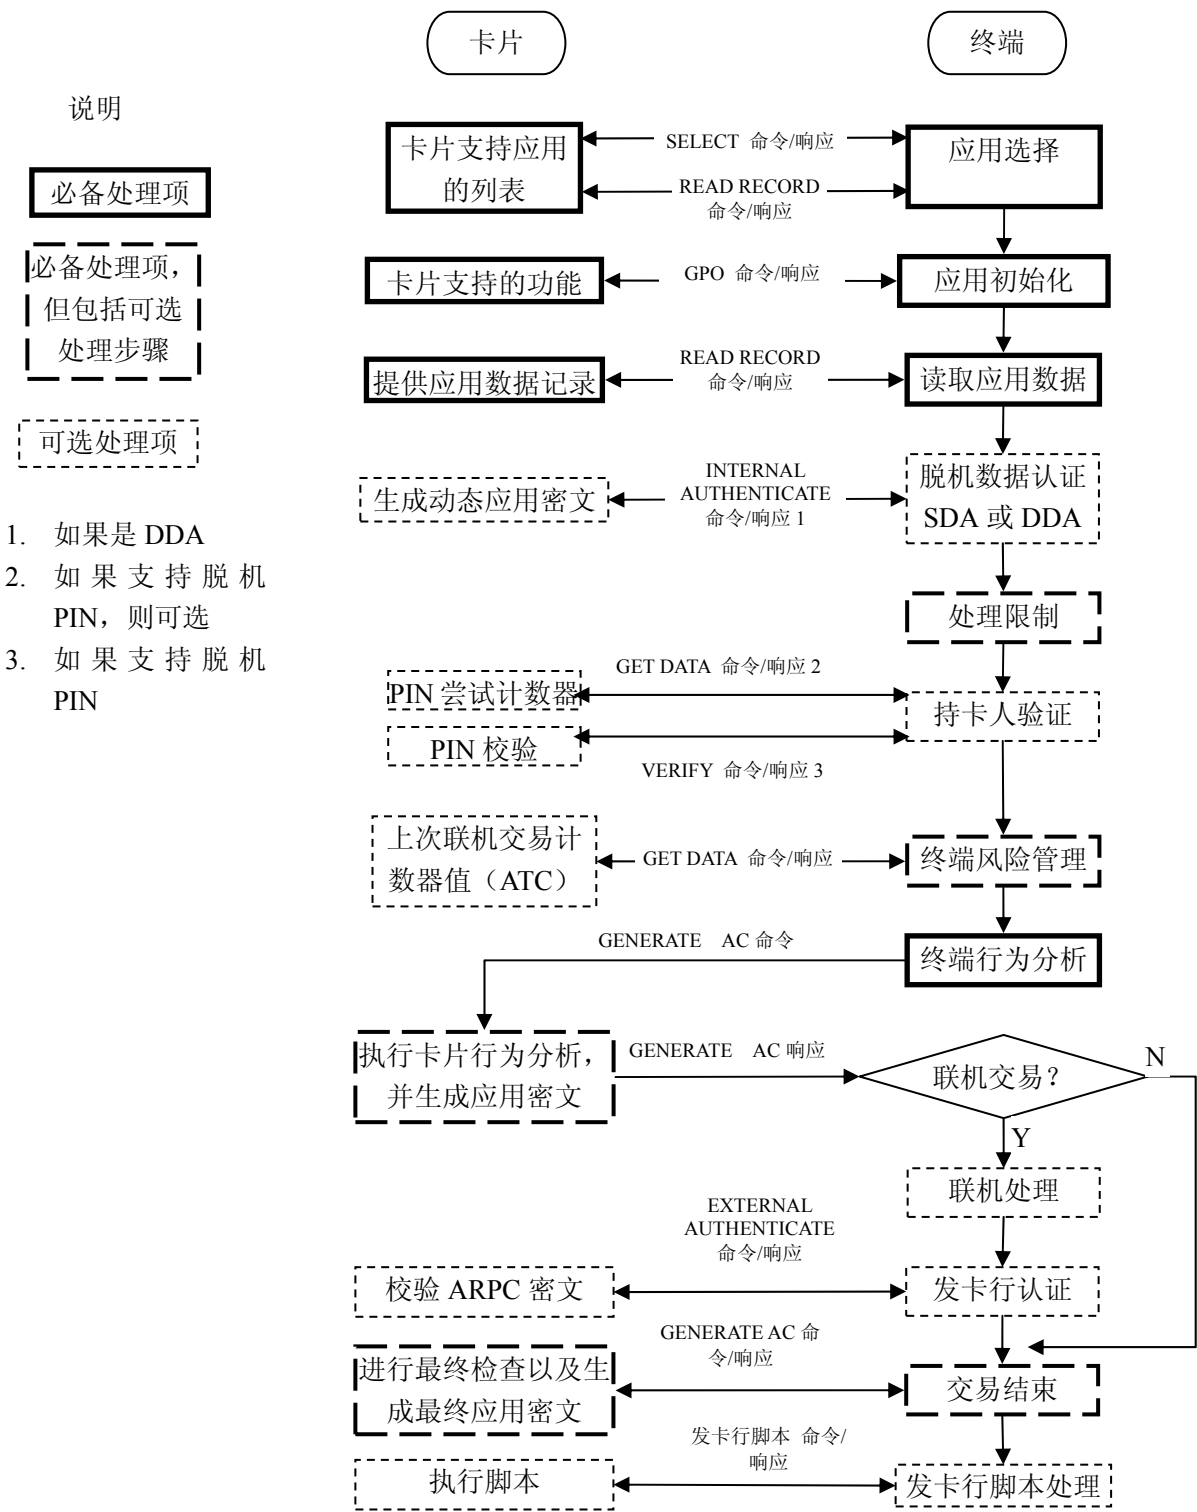 卡片
终端
说明
必备处理项
必备处理项，
但包括可选
处理步骤
可选处理项
1. 如果是 DDA
2. 如果支持脱机
PIN，则可选
3. 如果支持脱机
PIN
卡片支持应用
的列表
SELECT 命令/响应
READ RECORD
命令/响应
应用选择
卡片支持的功能
GPO 命令/响应
应用初始化
提供应用数据记录
READ RECORD
命令/响应
读取应用数据
生成动态应用密文
INTERNAL
AUTHENTICATE
命令/响应 1
脱机数据认证
SDA 或 DDA
处理限制
GET DATA 命令/响应 2
PIN 尝试计数器
持卡人验证
PIN 校验
VERIFY 命令/响应 3
上次联机交易计
数器值（ATC）
GET DATA 命令/响应
终端风险管理
GENERATE AC 命令
终端行为分析
执行卡片行为分析，
并生成应用密文
GENERATE AC 响应
联机交易？
N
Y
联机处理
EXTERNAL
AUTHENTICATE
命令/响应
校验 ARPC 密文
发卡行认证
GENERATE AC 命
令/响应
进行最终检查以及生
成最终应用密文
交易结束
发卡行脚本 命令/
响应
执行脚本
发卡行脚本处理